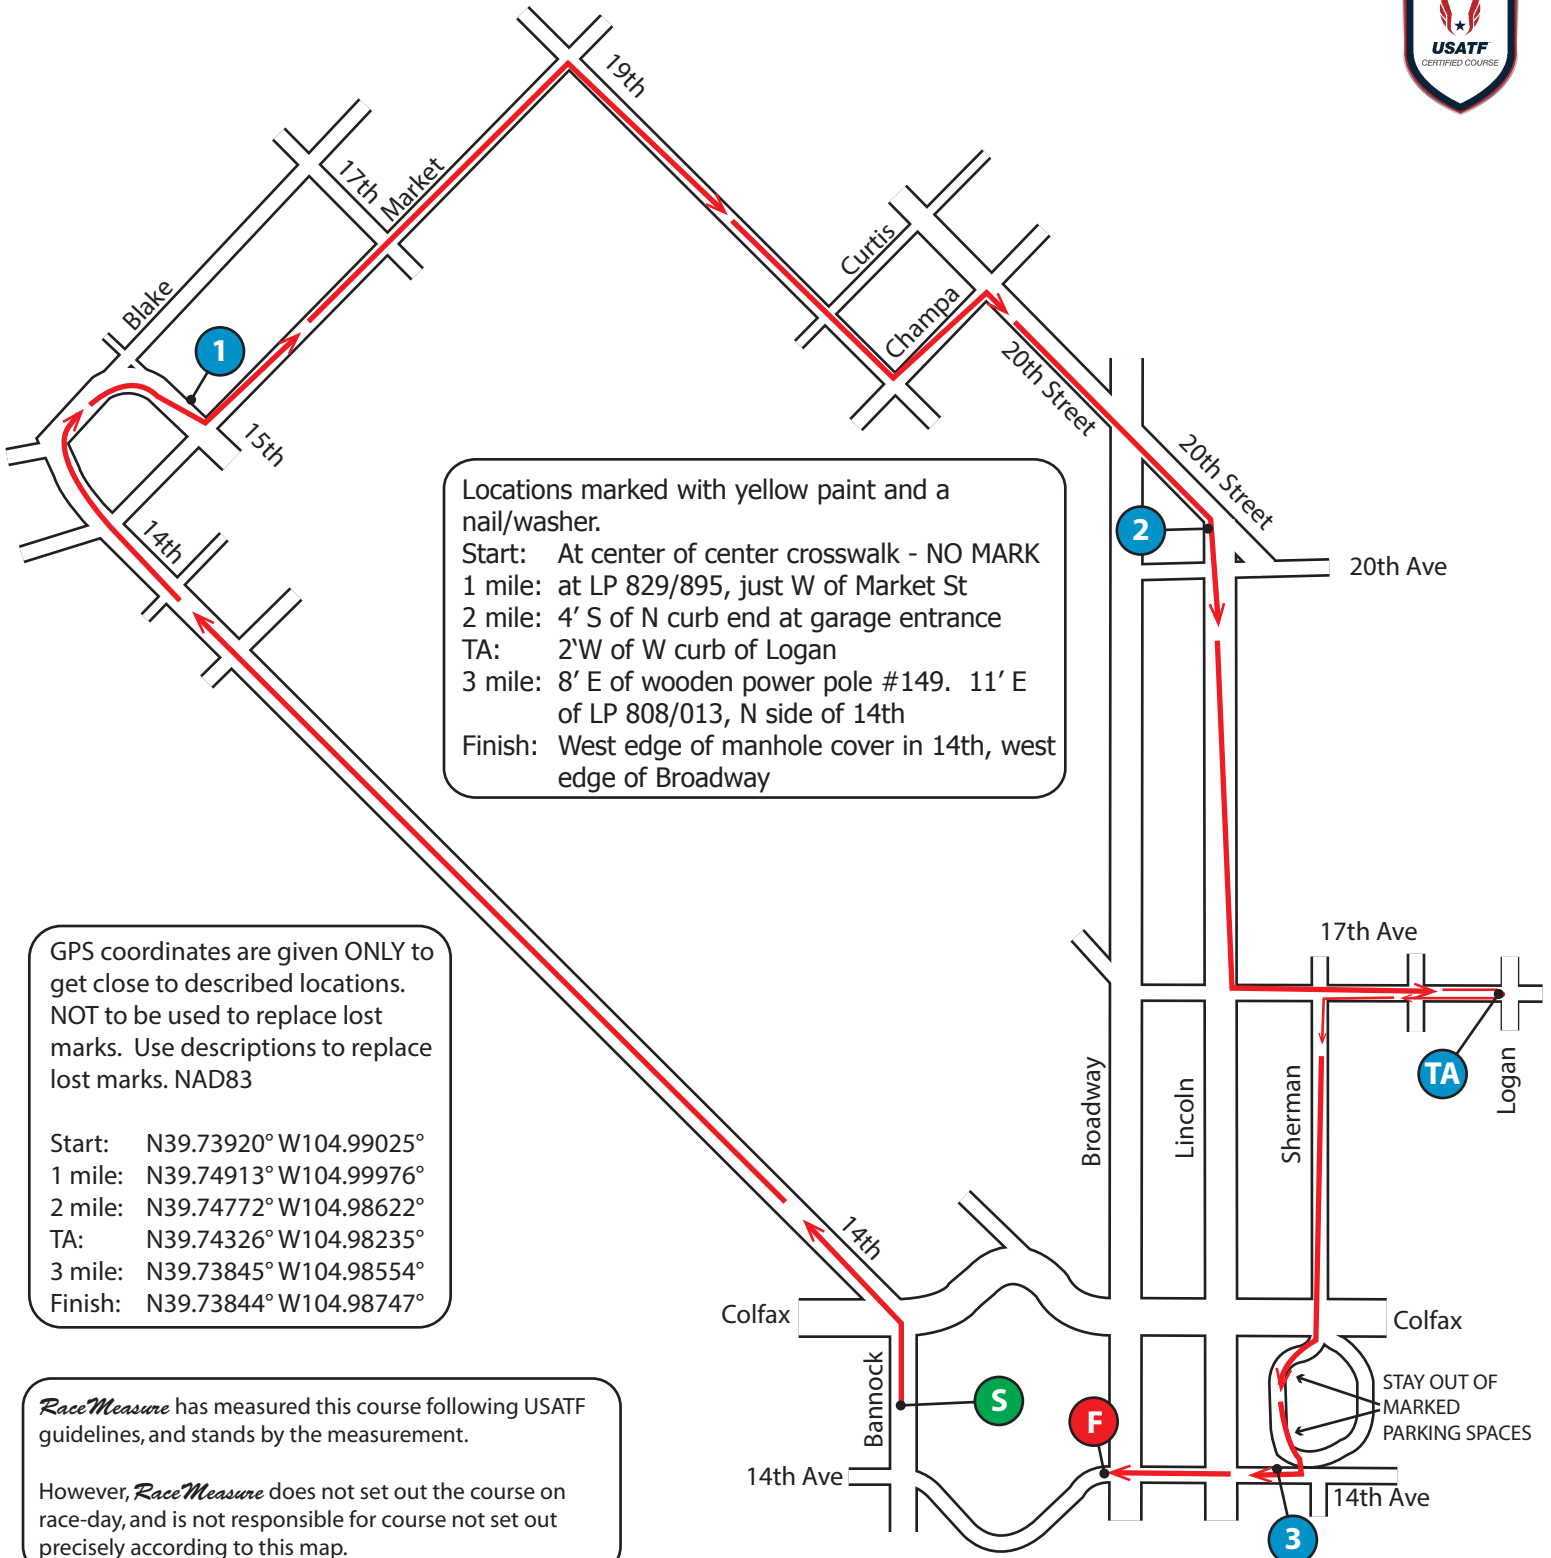 USATF
CERTIFIED COURSE
19th
17th
Market
Curtis
Blake
1
Champa
20th Street
15th
20th Street
14th
Locations marked with yellow paint and a
nail/washer.
Start: At center of center crosswalk - NO MARK
1 mile: at LP 829/895, just W of Market St
2 mile: 4’ S of N curb end at garage entrance
TA: 2‘W of W curb of Logan
3 mile: 8’ E of wooden power pole #149. 11’ E
of LP 808/013, N side of 14th
Finish: West edge of manhole cover in 14th, west
edge of Broadway
2
20th Ave
GPS coordinates are given ONLY to
get close to described locations.
NOT to be used to replace lost
marks. Use descriptions to replace
lost marks. NAD83
Start: N39.73920° W104.99025°
1 mile: N39.74913° W104.99976°
2 mile: N39.74772° W104.98622°
TA: N39.74326° W104.98235°
3 mile: N39.73845° W104.98554°
Finish: N39.73844° W104.98747°
17th Ave
TA
Logan
Broadway
Lincoln
Sherman
14th
Colfax
Colfax
Bannock
S
F
STAY OUT OF
MARKED
PARKING SPACES
14th Ave
14th Ave
3
RaceMeasure has measured this course following USATF
guidelines, and stands by the measurement.
However, RaceMeasure does not set out the course on
race-day, and is not responsible for course not set out
precisely according to this map.